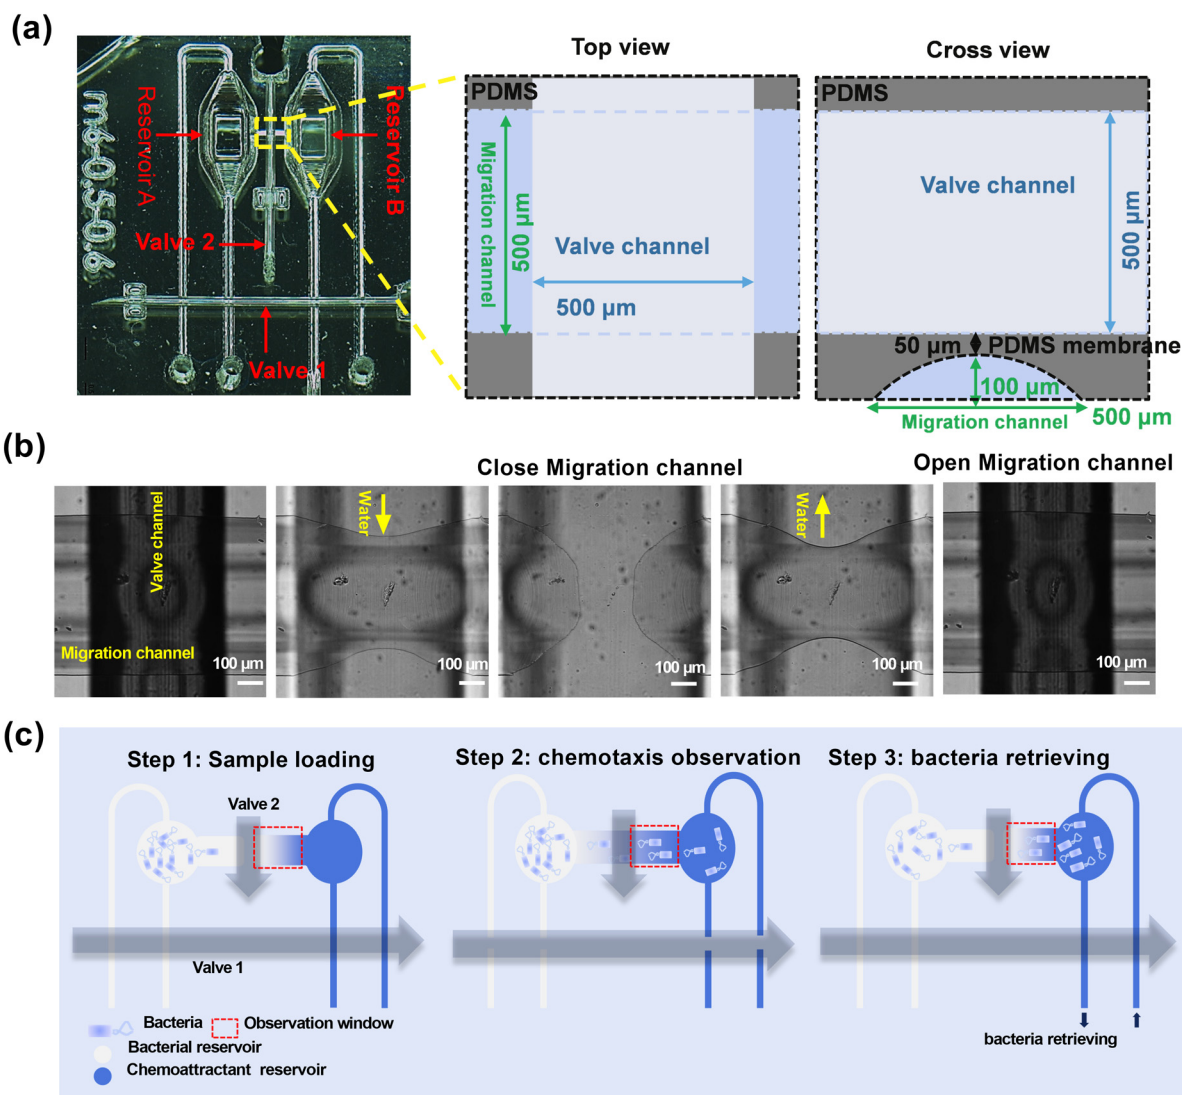 (a)
m6-0.5-0.6
Reservoir A
Reservoir B
Valve 2
Valve 1
Top view
PDMS
Migration channel
500 µm
Valve channel
500 µm
Cross view
PDMS
Valve channel
500 µm
50 µm PDMS membrane
100 µm
Migration channel
500 µm
(b)
Close Migration channel
Open Migration channel
Valve channel
Migration channel
100 µm
Water
100 µm
100 µm
Water
100 µm
100 µm
(c)
Step 1: Sample loading
Step 2: chemotaxis observation
Step 3: bacteria retrieving
Valve 2
Valve 1
Bacteria
Observation window
Bacterial reservoir
Chemoattractant reservoir
bacteria retrieving